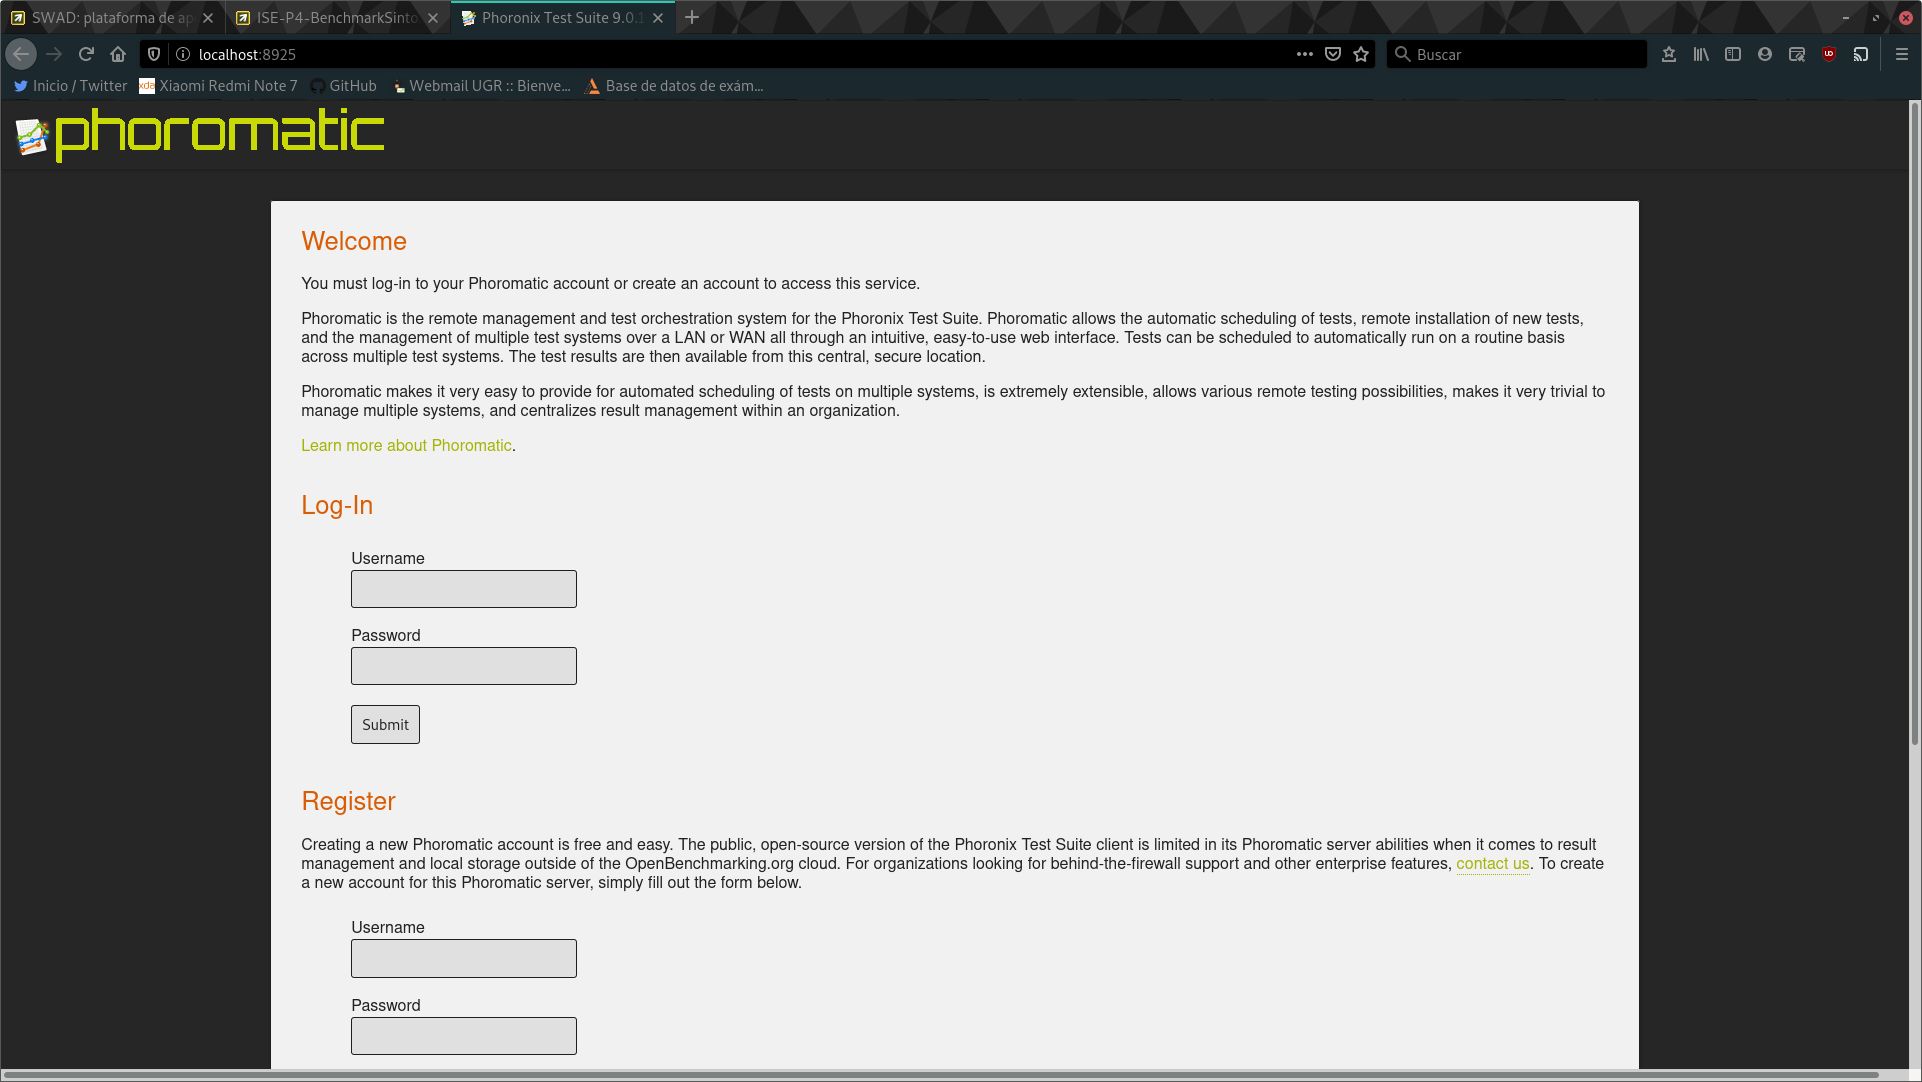 SWAD: plataforma de ap
ISE-P4-BenchmarkSinto
Phoronix Test Suite 9.0.1
localhost:8925
Buscar
Inicio / Twitter
xda Xiaomi Redmi Note 7
GitHub
Webmail UGR :: Bienve...
Base de datos de exám...
phoromatic
Welcome
You must log-in to your Phoromatic account or create an account to access this service.
Phoromatic is the remote management and test orchestration system for the Phoronix Test Suite. Phoromatic allows the automatic scheduling of tests, remote installation of new tests,
and the management of multiple test systems over a LAN or WAN all through an intuitive, easy-to-use web interface. Tests can be scheduled to automatically run on a routine basis
across multiple test systems. The test results are then available from this central, secure location.
Phoromatic makes it very easy to provide for automated scheduling of tests on multiple systems, is extremely extensible, allows various remote testing possibilities, makes it very trivial to
manage multiple systems, and centralizes result management within an organization.
Learn more about Phoromatic.
Log-In
Username
Password
Submit
Register
Creating a new Phoromatic account is free and easy. The public, open-source version of the Phoronix Test Suite client is limited in its Phoromatic server abilities when it comes to result
management and local storage outside of the OpenBenchmarking.org cloud. For organizations looking for behind-the-firewall support and other enterprise features, contact us. To create
a new account for this Phoromatic server, simply fill out the form below.
Username
Password